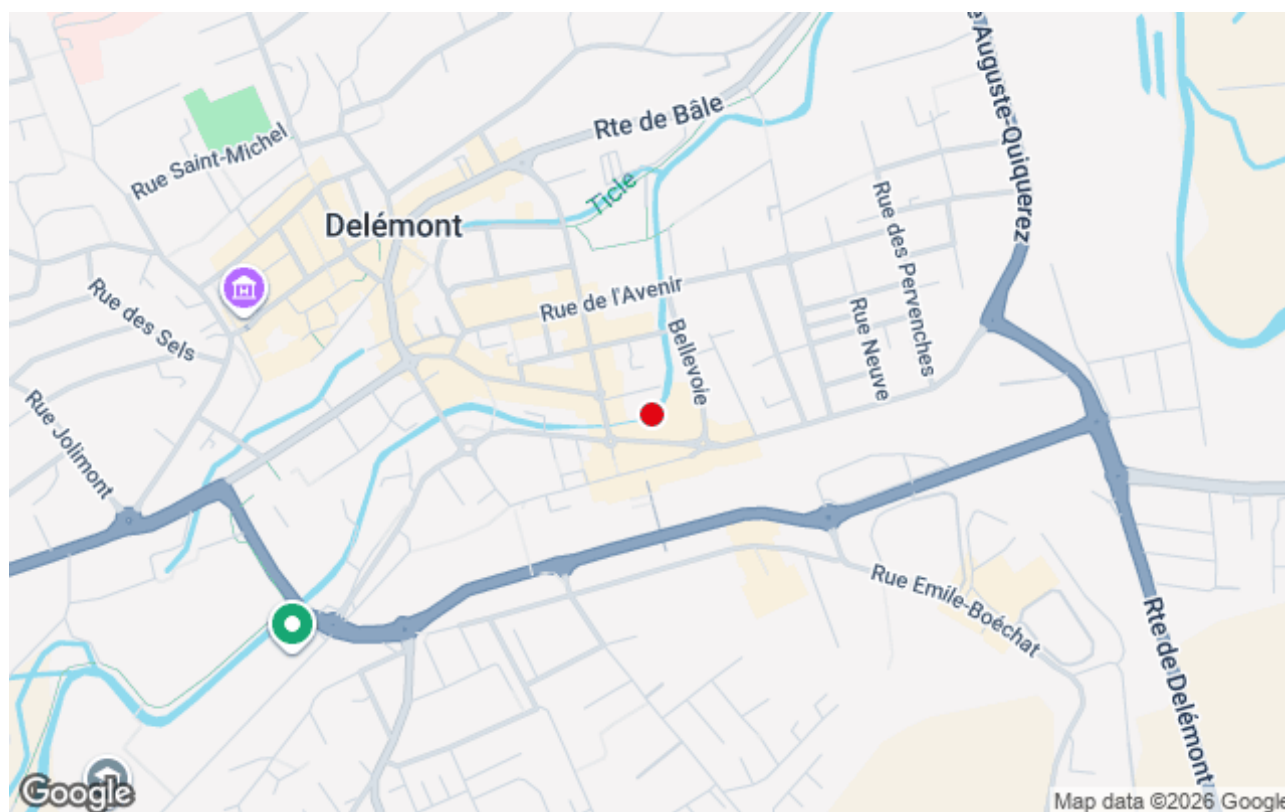 e Auguste-Quiquerez
Rte de Bâle
Rue Saint-Michel
Ticle
Delémont
Rue des Pervenches
Rue de l'Avenir
Rue des Sels
Bellevoie
Rue Neuve
Rue Jolimont
Rue Emile-Boéchat
Rte de Delémont
Google
Map data ©2026 Google